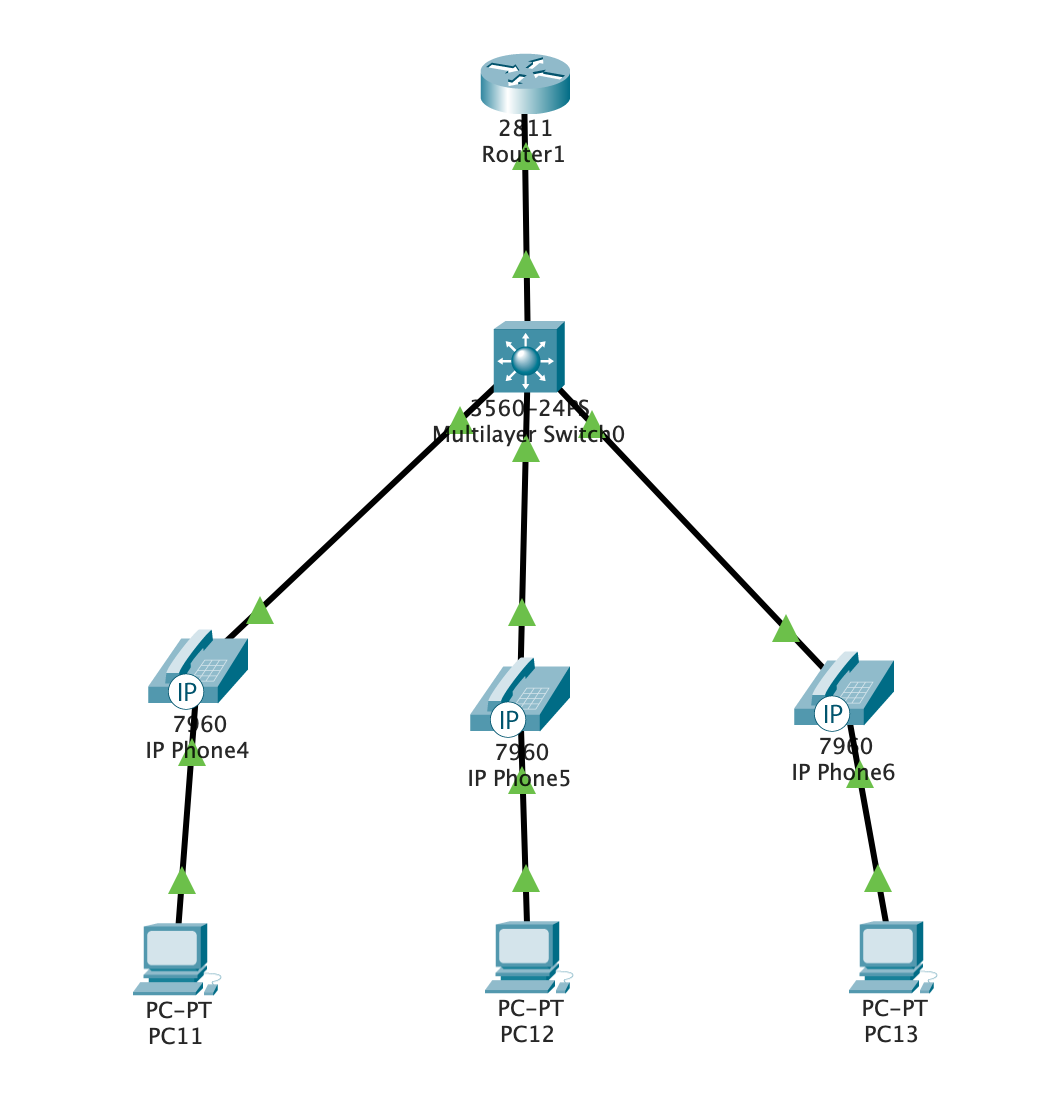 2811
Router1
3560-24PS
Multilayer Switch0
IP
7960
IP Phone4
IP
7960
IP Phone5
IP
7960
IP Phone6
PC-PT
PC11
PC-PT
PC12
PC-PT
PC13